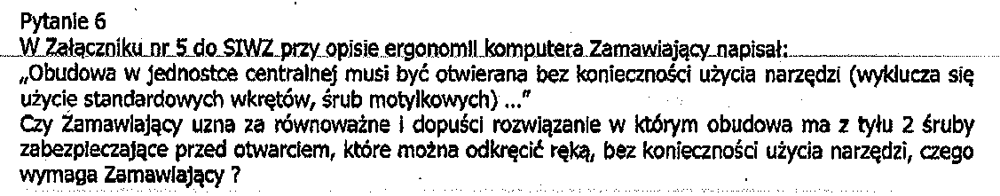 Pytanie 6
W Załączniku nr 5 do SIWZ przy opisie ergonomii komputera Zamawiający napisał:
„Obudowa w jednostce centralnej musi być otwierana bez konieczności użycia narzędzi (wyklucza się
użycie standardowych wkrętów, śrub motylkowych) ..."
Czy Zamawiający uzna za równoważne i dopuści rozwiązanie w którym obudowa ma z tyłu 2 śruby
zabezpieczające przed otwarciem, które można odkręcić ręką, bez konieczności użycia narzędzi, czego
wymaga Zamawiający ?